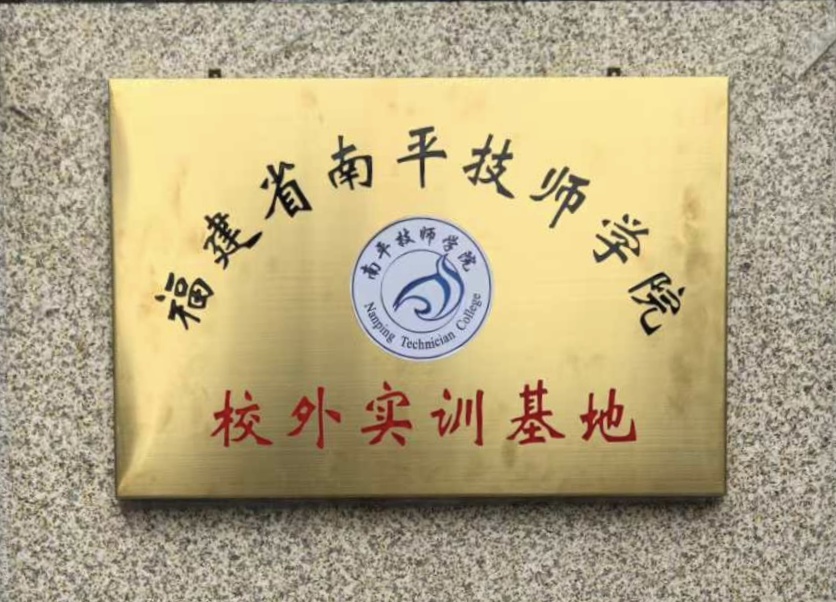 福建省南平技师学院
南平技师学院
Nanping Technician College
校外实训基地